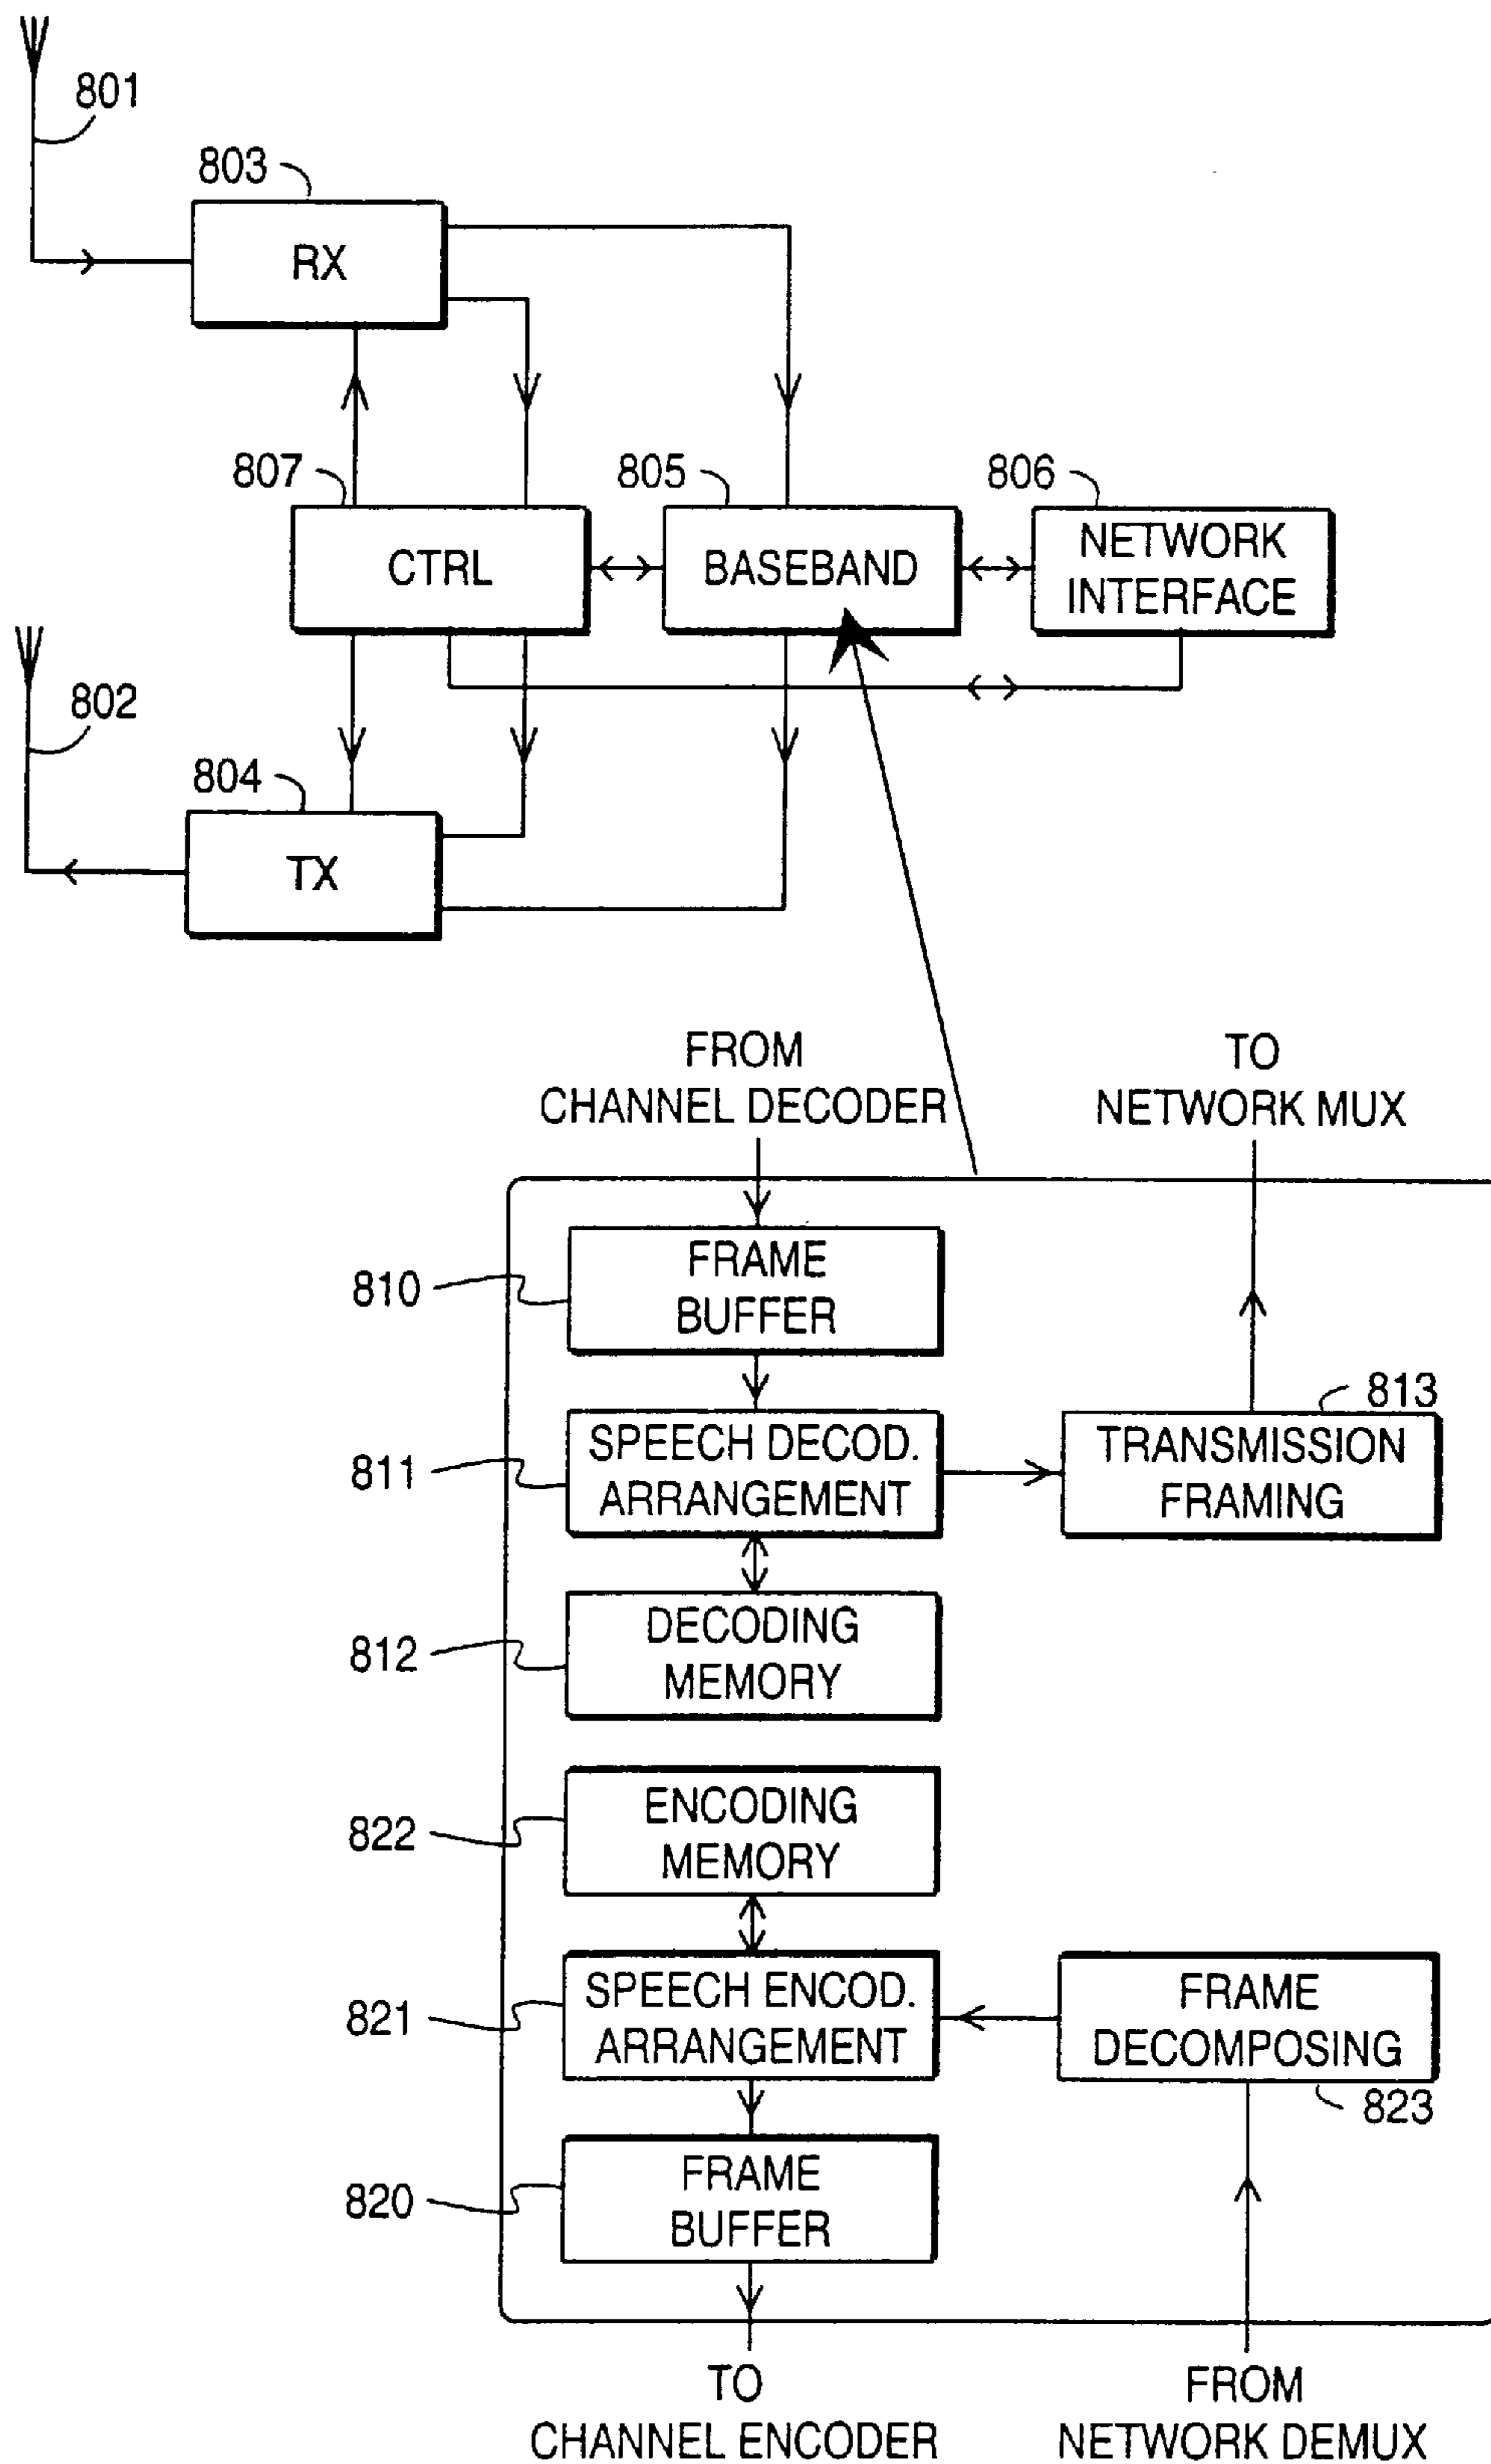 801
803
RX
807
805
806
CTRL
BASEBAND
NETWORK
INTERFACE
802
804
TX
FROM
CHANNEL DECODER
TO
NETWORK MUX
810
FRAME
BUFFER
811
SPEECH DECOD.
ARRANGEMENT
813
TRANSMISSION
FRAMING
812
DECODING
MEMORY
822
ENCODING
MEMORY
821
SPEECH ENCOD.
ARRANGEMENT
FRAME
DECOMPOSING
823
820
FRAME
BUFFER
TO
CHANNEL ENCODER
FROM
NETWORK DEMUX